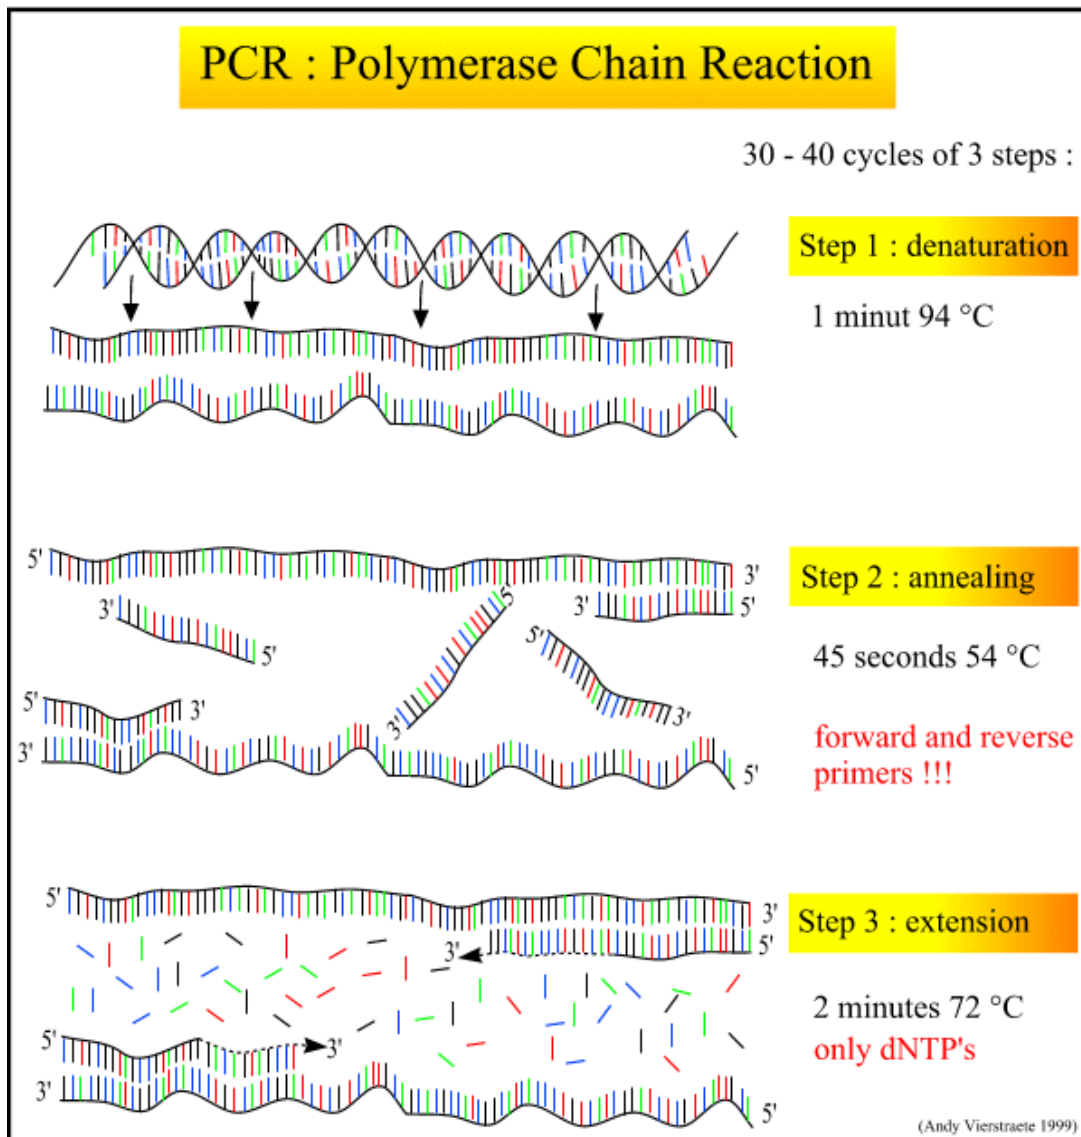 PCR : Polymerase Chain Reaction
30 - 40 cycles of 3 steps :
Step 1 : denaturation
1 minut 94 °C
5'
3'
Step 2 : annealing
3'
5'
3'
5'
5'
5'
45 seconds 54 °C
5'
3'
3'
3'
3'
5'
forward and reverse
primers !!!
5'
3'
Step 3 : extension
3'
5'
2 minutes 72 °C
5'
3'
only dNTP's
3'
5'
(Andy Vierstraete 1999)